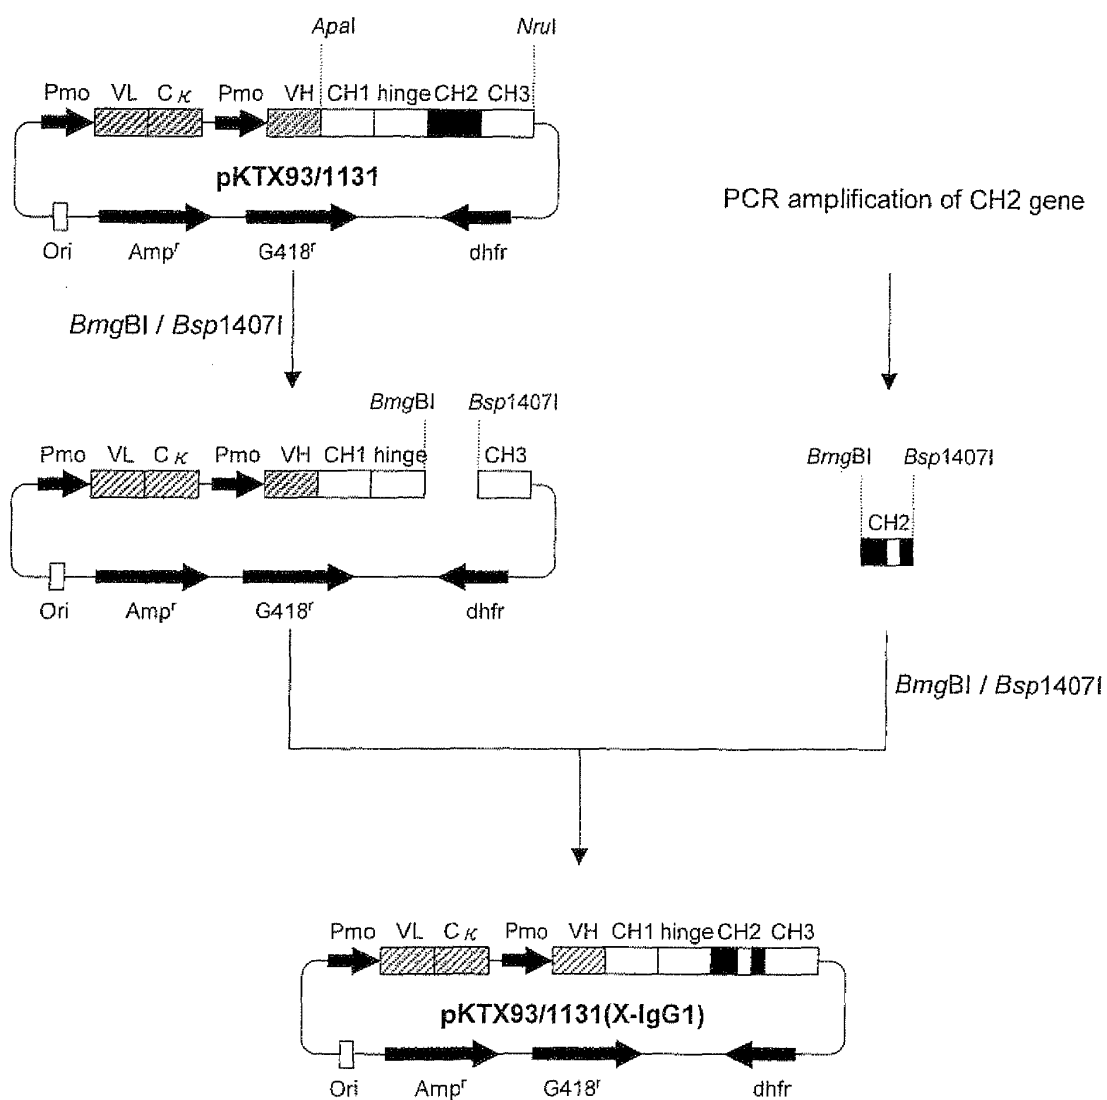 ApaI NruI
Pmo VL Cκ Pmo VH CH1 hinge CH2 CH3
pKTX93/1131
Ori Ampʳ G418ʳ dhfr
PCR amplification of CH2 gene
BmgBI / Bsp1407I
BmgBI Bsp1407I
Pmo VL Cκ Pmo VH CH1 hinge CH3
Ori Ampʳ G418ʳ dhfr
BmgBI Bsp1407I
CH2
BmgBI / Bsp1407I
Pmo VL Cκ Pmo VH CH1 hinge CH2 CH3
pKTX93/1131(X-IgG1)
Ori Ampʳ G418ʳ dhfr